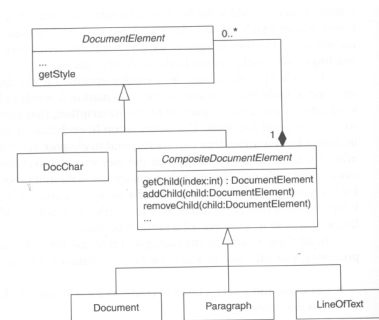 DocumentElement
0..*
...
getStyle
1
DocChar
CompositeDocumentElement
getChild(index:int) : DocumentElement
addChild(child:DocumentElement)
removeChild(child:DocumentElement)
...
Document
Paragraph
LineOfText